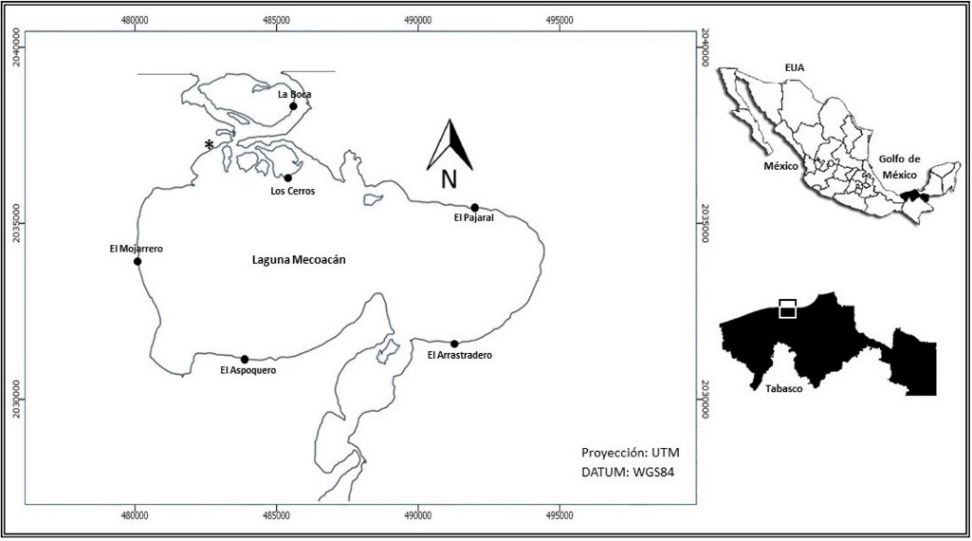 480000 485000 490000 495000
2040000
2040000
La Boca
*
Los Cerros
N
El Pajaral
2035000
2035000
El Mojarrero
Laguna Mecoacán
El Arrastradero
El Aspoquero
2030000
2030000
Proyección: UTM
DATUM: WGS84
480000 485000 490000 495000
EUA
México
Golfo de
México
Tabasco